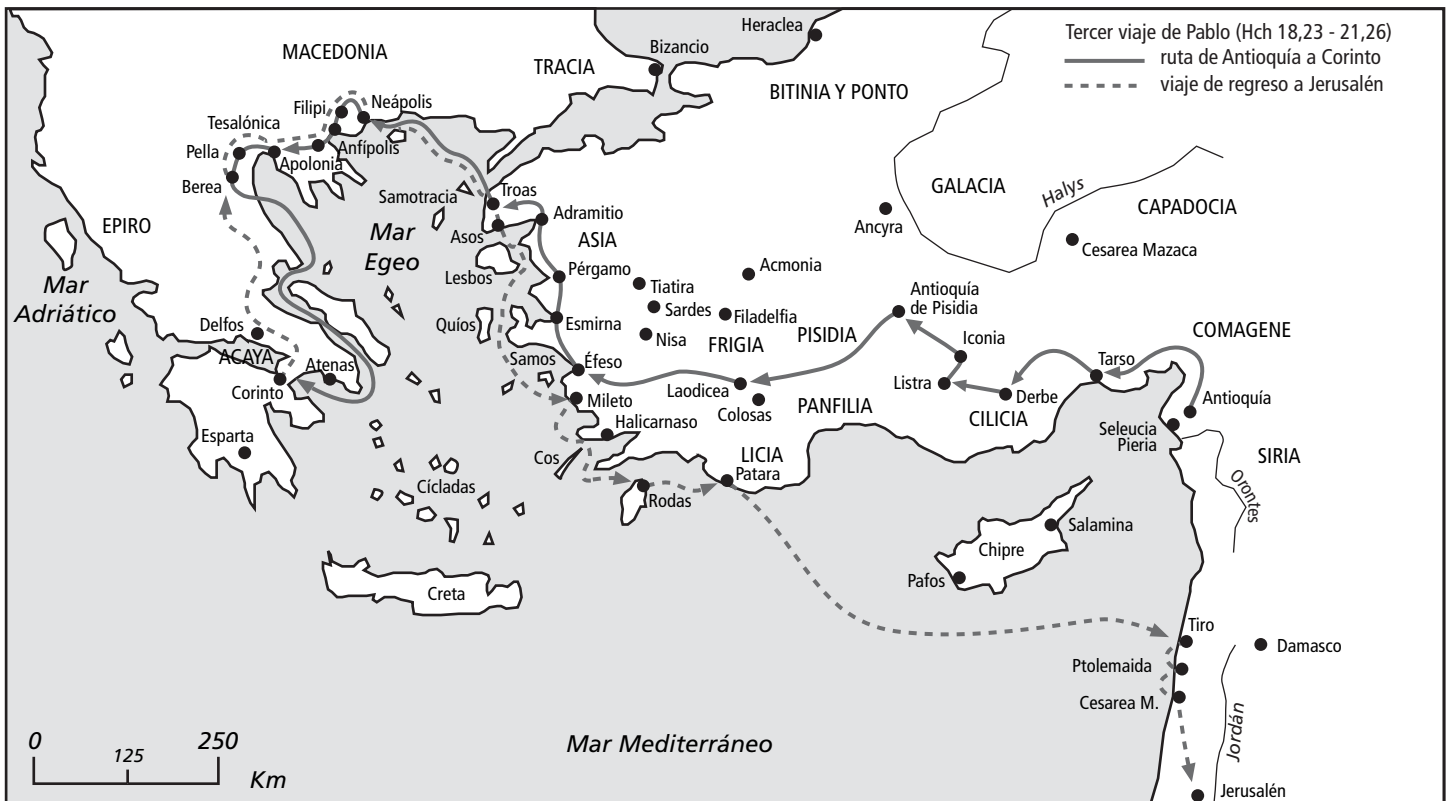 Heraclea
Tercer viaje de Pablo (Hch 18,23 - 21,26)
ruta de Antioquía a Corinto
viaje de regreso a Jerusalén
MACEDONIA
TRACIA
Bizancio
BITINIA Y PONTO
Filipi
Neápolis
Tesalónica
Pella
Apolonia
Anfípolis
Berea
Samotracia
Troas
Adramitio
GALACIA
Halys
CAPADOCIA
Ancyra
Cesarea Mazaca
EPIRO
Mar
Egeo
Asos
ASIA
Lesbos
Pérgamo
Acmonia
Tiatira
Sardes
Filadelfia
Antioquía
de Pisidia
Mar
Adriático
Delfos
Quíos
Esmirna
Nisa
FRIGIA
PISIDIA
Iconia
COMAGENE
ACAYA
Atenas
Samos
Éfeso
Tarso
Corinto
Laodicea
Listra
Derbe
Mileto
Colosas
PANFILIA
CILICIA
Antioquía
Halicarnaso
Seleucia
Pieria
Esparta
Cos
LICIA
Patara
SIRIA
Orontes
Cícladas
Rodas
Salamina
Chipre
Pafos
Creta
Tiro
Damasco
Ptolemaida
Cesarea M.
Jordán
0
125
250
Km
Mar Mediterráneo
Jerusalén